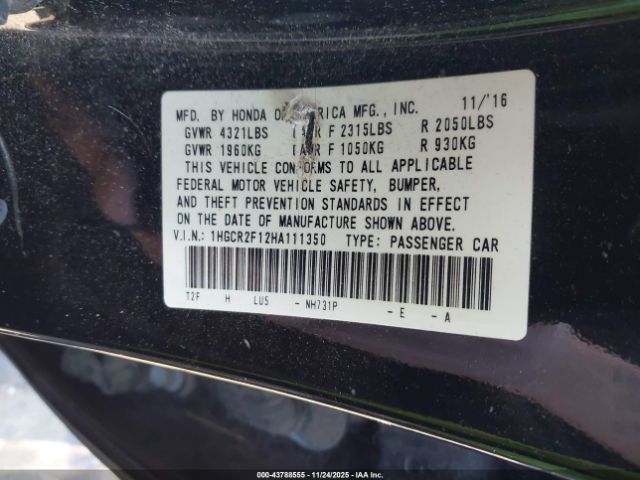 MFD. BY HONDA OF AMERICA MFG., INC. 11/'16
GVWR 4321LBS GAWR F 2315LBS R 2050LBS
GVWR 1960KG GAWR F 1050KG R 930KG
THIS VEHICLE CONFORMS TO ALL APPLICABLE
FEDERAL MOTOR VEHICLE SAFETY, BUMPER,
AND THEFT PREVENTION STANDARDS IN EFFECT
ON THE DATE OF MANUFACTURE SHOWN ABOVE.
V.I.N.: 1HGCR2F12HA111350 TYPE: PASSENGER CAR
T2F H LU5 - NH731P - E - A
000-43788555 - 11/24/2025 - IAA Inc.